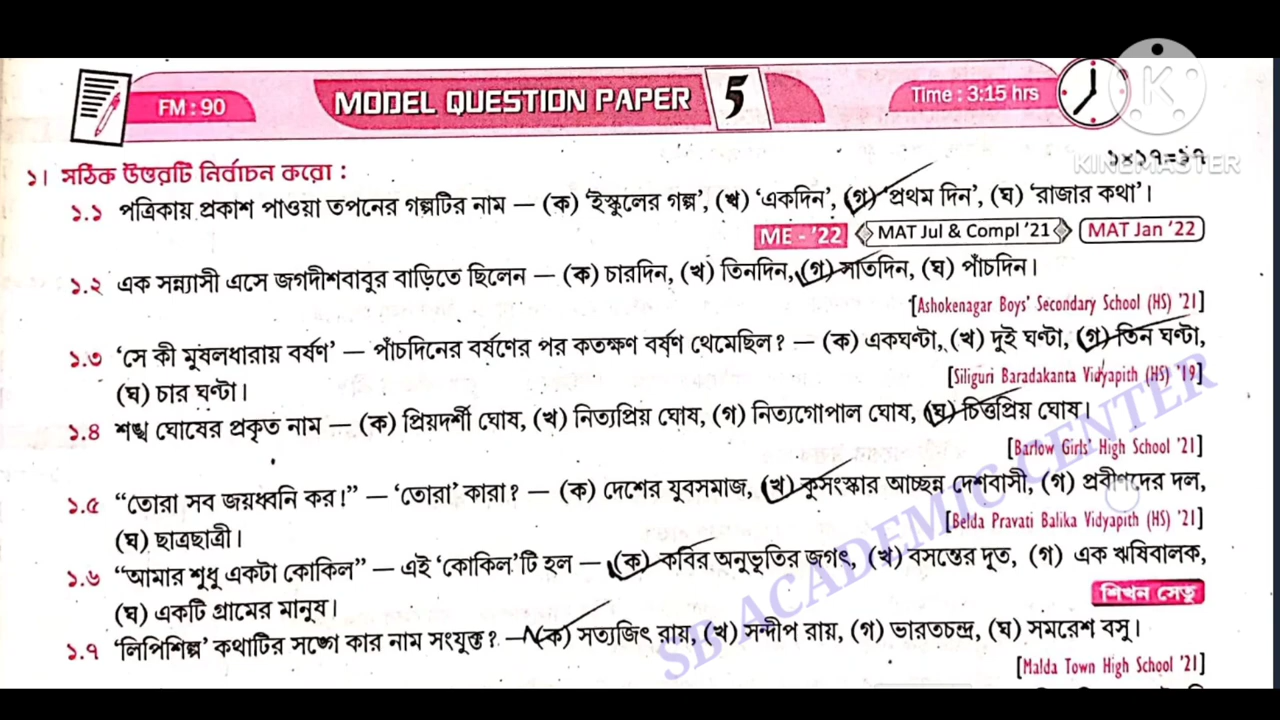 FM : 90
MODEL QUESTION PAPER 5
Time : 3:15 hrs
K
KINEMASTER
১×১৭=১৭
১। সঠিক উত্তরটি নির্বাচন করো :
১.১ পত্রিকায় প্রকাশ পাওয়া তপনের গল্পটির নাম — (ক) 'ইস্কুলের গল্প', (খ) 'একদিন', (গ) 'প্রথম দিন', (ঘ) 'রাজার কথা'।
ME - '22 MAT Jul & Compl '21 MAT Jan '22
১.২ এক সন্ন্যাসী এসে জগদীশবাবুর বাড়িতে ছিলেন — (ক) চারদিন, (খ) তিনদিন, (গ) সাতদিন, (ঘ) পাঁচদিন।
[Ashokenagar Boys' Secondary School (HS) '21]
১.৩ 'সে কী মুষলধারায় বর্ষণ' — পাঁচদিনের বর্ষণের পর কতক্ষণ বর্ষণ থেমেছিল? — (ক) একঘণ্টা, (খ) দুই ঘণ্টা, (গ) তিন ঘণ্টা,
(ঘ) চার ঘণ্টা।
[Siliguri Baradakanta Vidyapith (HS) '19]
১.৪ শঙ্খ ঘোষের প্রকৃত নাম — (ক) প্রিয়দর্শী ঘোষ, (খ) নিত্যপ্রিয় ঘোষ, (গ) নিত্যগোপাল ঘোষ, (ঘ) চিত্তপ্রিয় ঘোষ।
[Barlow Girls' High School '21]
১.৫ "তোরা সব জয়ধ্বনি কর!" — 'তোরা' কারা? — (ক) দেশের যুবসমাজ, (খ) কুসংস্কার আচ্ছন্ন দেশবাসী, (গ) প্রবীণদের দল,
(ঘ) ছাত্রছাত্রী।
[Belda Pravati Balika Vidyapith (HS) '21]
১.৬ "আমার শুধু একটা কোকিল" — এই 'কোকিল'টি হল — (ক) কবির অনুভূতির জগৎ, (খ) বসন্তের দূত, (গ) এক ঋষিবালক,
(ঘ) একটি গ্রামের মানুষ।
শিখন সেতু
১.৭ 'লিপিশিল্প' কথাটির সঙ্গে কার নাম সংযুক্ত? — (ক) সত্যজিৎ রায়, (খ) সন্দীপ রায়, (গ) ভারতচন্দ্র, (ঘ) সমরেশ বসু।
[Malda Town High School '21]
SB ACADEMIC CENTER